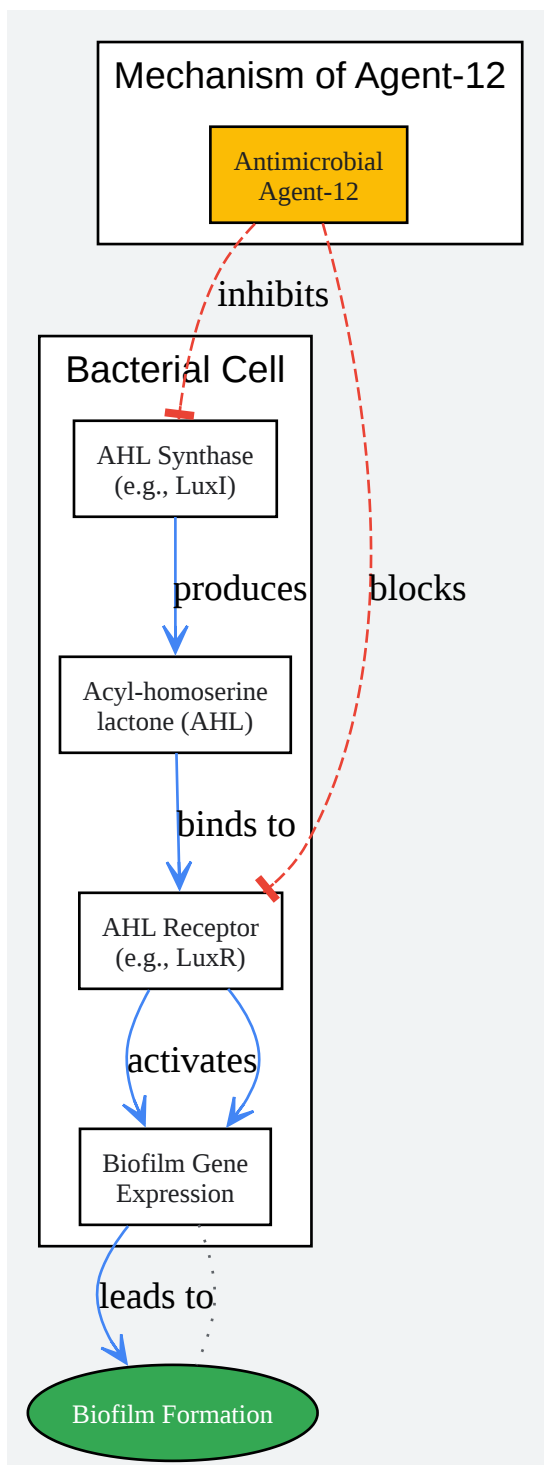 Mechanism of Agent-12
Antimicrobial
Agent-12
inhibits
Bacterial Cell
AHL Synthase
(e.g., LuxI)
produces
blocks
Acyl-homoserine
lactone (AHL)
binds to
AHL Receptor
(e.g., LuxR)
activates
Biofilm Gene
Expression
leads to
Biofilm Formation